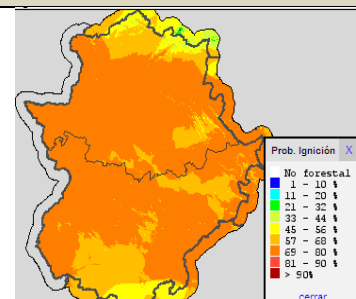 Prob. Ignición X
No forestal
1 - 10 %
11 - 20 %
21 - 32 %
33 - 44 %
45 - 56 %
57 - 68 %
69 - 80 %
81 - 90 %
> 90%
cerrar